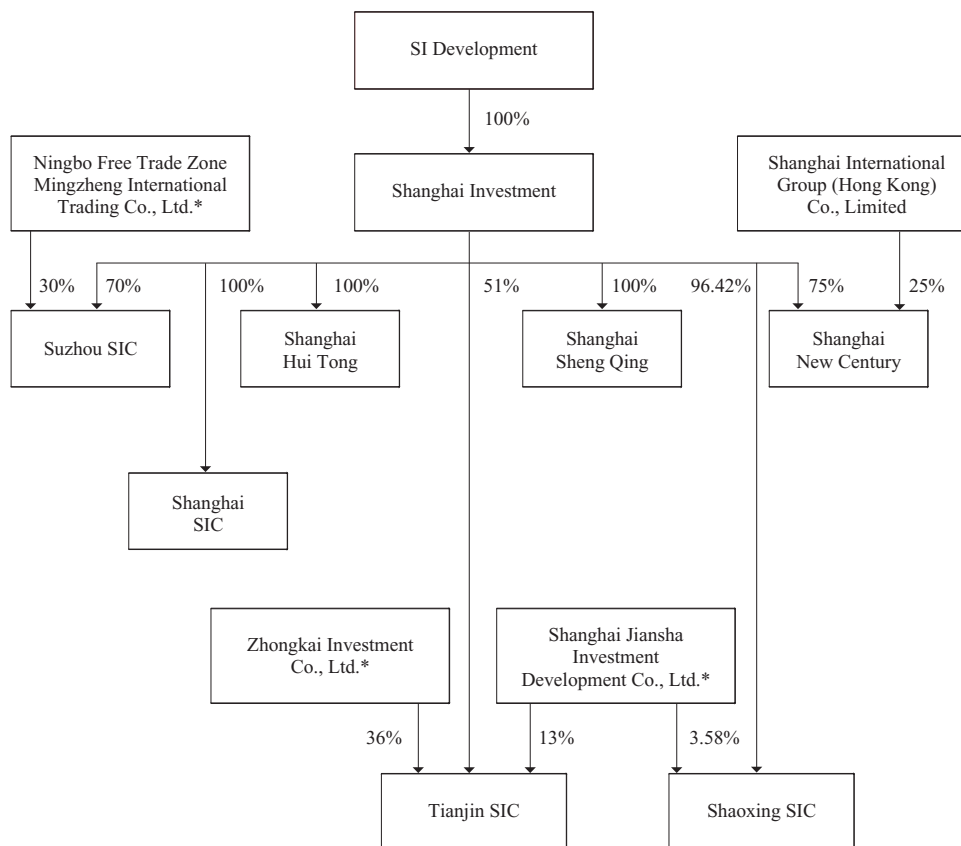 SI Development
100%
Ningbo Free Trade Zone
Mingzheng International
Trading Co., Ltd.*
Shanghai Investment
Shanghai International
Group (Hong Kong)
Co., Limited
30%
70%
100%
100%
51%
100%
96.42%
75%
25%
Suzhou SIC
Shanghai
Hui Tong
Shanghai
Sheng Qing
Shanghai
New Century
Shanghai
SIC
Zhongkai Investment
Co., Ltd.*
Shanghai Jiansha
Investment
Development Co., Ltd.*
36%
13%
3.58%
Tianjin SIC
Shaoxing SIC